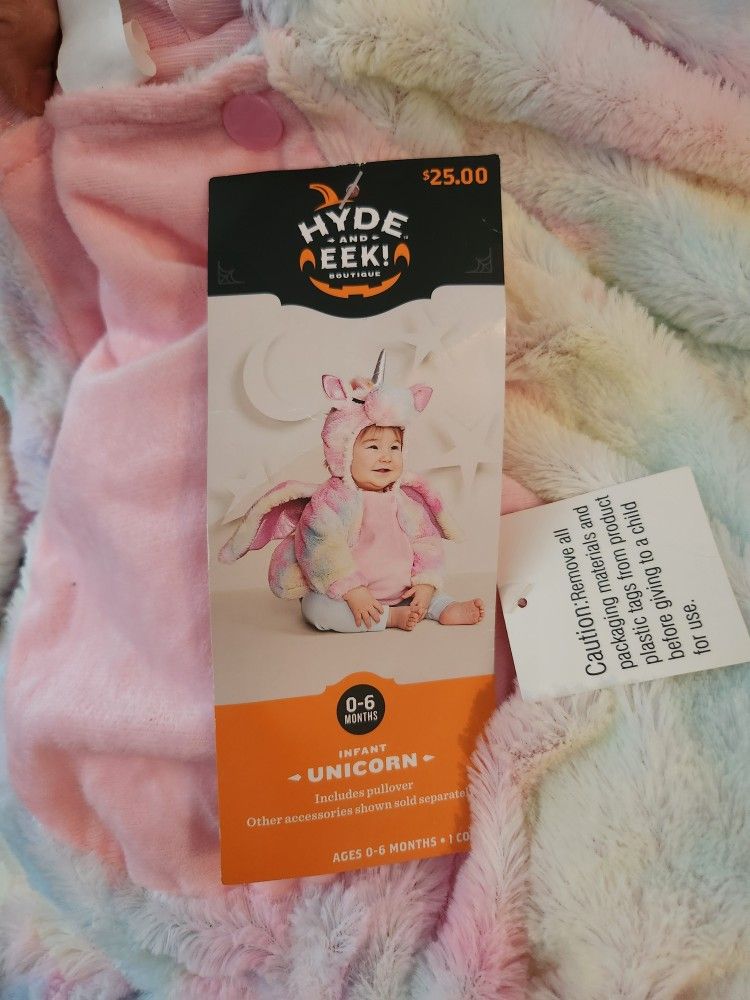 $25.00
HYDE
AND
EEK!
BOUTIQUE
0-6
MONTHS
INFANT
UNICORN
Includes pullover
Other accessories shown sold
AGES 0-6 MONTHS • 1
Caution:Remove all
packaging materials and
plastic tags from product
before giving to a child
for use.